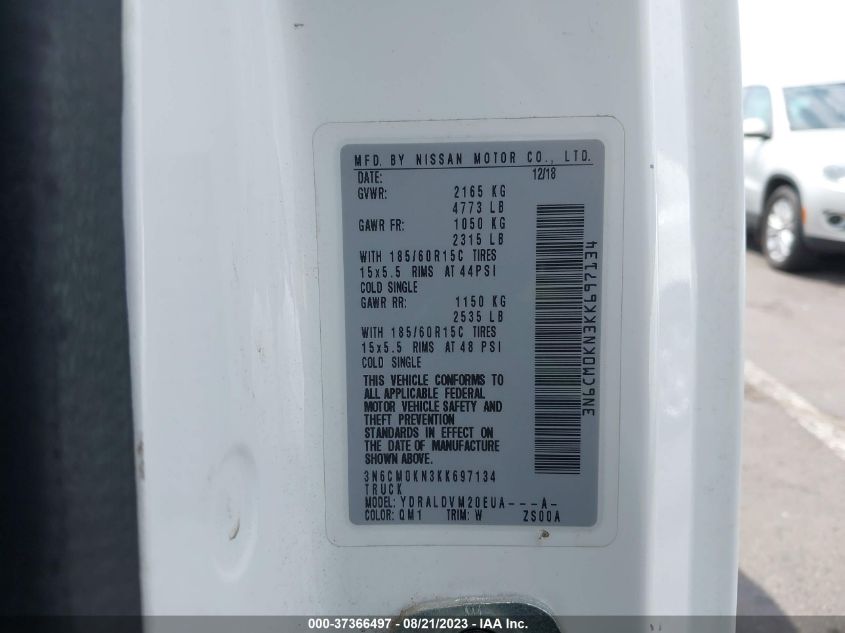 MFD. BY NISSAN MOTOR CO., LTD.
DATE: 12/18
GVWR: 2165 KG
4773 LB
GAWR FR: 1050 KG
2315 LB
WITH 185/60R15C TIRES
15x5.5 RIMS AT 44PSI
COLD SINGLE
GAWR RR: 1150 KG
2535 LB
WITH 185/60R15C TIRES
15x5.5 RIMS AT 48 PSI
COLD SINGLE
THIS VEHICLE CONFORMS TO
ALL APPLICABLE FEDERAL
MOTOR VEHICLE SAFETY AND
THEFT PREVENTION
STANDARDS IN EFFECT ON
THE DATE OF MANUFACTURE
SHOWN ABOVE.
3N6CM0KN3KK697134
TRUCK
MODEL: YDRALDVM20EUA---A-
COLOR: QM1 TRIM: W ZS00A
3N6CM0KN3KK697134
000-37366497 - 08/21/2023 - IAAI.COM